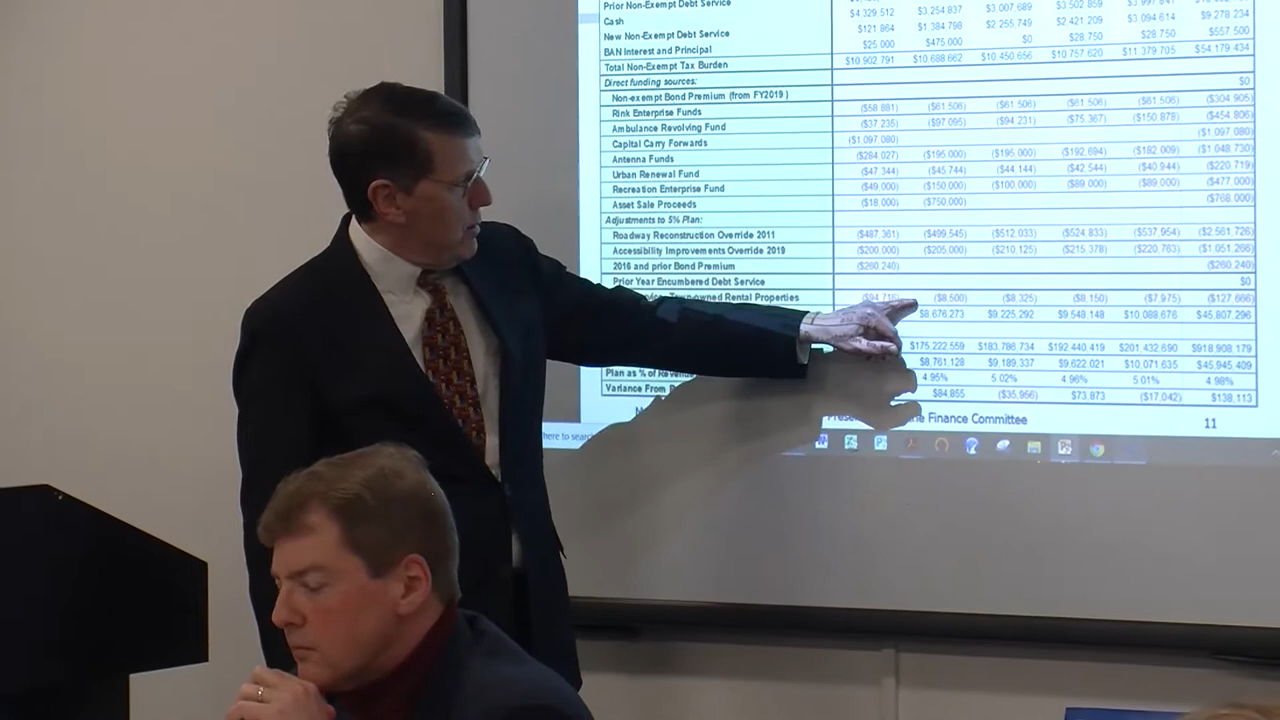 Prior Non-Exempt Debt Service $4,329,512 $3,254,837 $3,007,689 $3,502,859
Cash $121,864 $1,384,798 $2,255,749 $2,421,209 $3,094,614 $9,278,234
New Non-Exempt Debt Service $25,000 $475,000 $0 $28,750 $28,750 $557,500
BAN Interest and Principal
Total Non-Exempt Tax Burden $10,902,791 $10,688,662 $10,450,656 $10,757,620 $11,379,705 $54,179,434
Direct funding sources: $0
Non-exempt Bond Premium (from FY2019 ) ($58,881) ($61,506) ($61,506) ($61,506) ($61,506) ($304,905)
Rink Enterprise Funds ($37,235) ($97,095) ($94,231) ($75,367) ($150,878) ($454,806)
Ambulance Revolving Fund ($1,097,080) ($1,097,080)
Capital Carry Forwards ($284,027) ($195,000) ($195,000) ($192,694) ($182,009) ($1,048,730)
Antenna Funds ($47,344) ($45,744) ($44,144) ($42,544) ($40,944) ($220,719)
Urban Renewal Fund ($49,000) ($150,000) ($100,000) ($89,000) ($89,000) ($477,000)
Recreation Enterprise Fund ($18,000) ($750,000) ($768,000)
Asset Sale Proceeds
Adjustments to 5% Plan:
Roadway Reconstruction Override 2011 ($487,361) ($499,545) ($512,033) ($524,833) ($537,954) ($2,561,726)
Accessibility Improvements Override 2019 ($200,000) ($205,000) ($210,125) ($215,378) ($220,763) ($1,051,266)
2016 and prior Bond Premium ($260,240) ($260,240)
Prior Year Encumbered Debt Service $0
Town-owned Rental Properties ($8,500) ($8,325) ($8,150) ($7,975) ($127,666)
$8,676,273 $9,225,292 $9,548,148 $10,088,676 $45,807,296
$175,222,559 $183,786,734 $192,440,419 $201,432,690 $918,908,179
$8,761,128 $9,189,337 $9,622,021 $10,071,635 $45,945,409
Plan as % of Revenue 4.95% 5.02% 4.96% 5.01% 4.98%
Variance From $84,855 ($35,956) $73,873 ($17,042) $138,113
Finance Committee 11
here to search